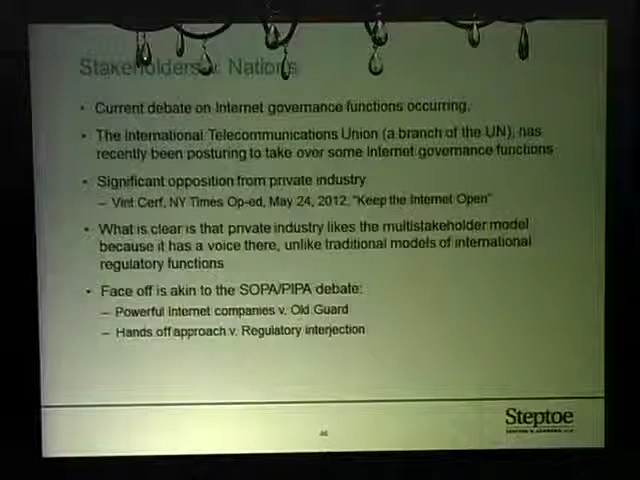 Stakeholders v. Nations
• Current debate on Internet governance functions occurring.
• The International Telecommunications Union (a branch of the UN), has
recently been posturing to take over some Internet governance functions
• Significant opposition from private industry
– Vint Cerf, NY Times Op-ed, May 24, 2012, "Keep the Internet Open"
• What is clear is that private industry likes the multistakeholder model
because it has a voice there, unlike traditional models of international
regulatory functions
• Face off is akin to the SOPA/PIPA debate:
– Powerful Internet companies v. Old Guard
– Hands off approach v. Regulatory interjection
Steptoe